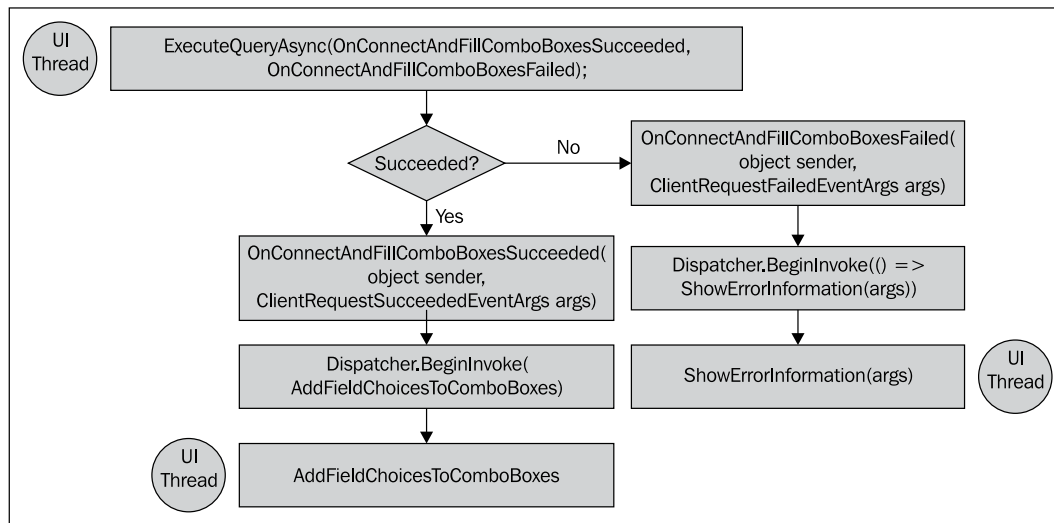 UI
Thread
ExecuteQueryAsync(OnConnectAndFillComboBoxesSucceeded,
OnConnectAndFillComboBoxesFailed);
Succeeded?
No
Yes
OnConnectAndFillComboBoxesFailed(
object sender,
ClientRequestFailedEventArgs args)
OnConnectAndFillComboBoxesSucceeded(
object sender,
ClientRequestSucceededEventArgs args)
Dispatcher.BeginInvoke(() =>
ShowErrorInformation(args))
Dispatcher.BeginInvoke(
AddFieldChoicesToComboBoxes)
ShowErrorInformation(args)
UI
Thread
UI
Thread
AddFieldChoicesToComboBoxes